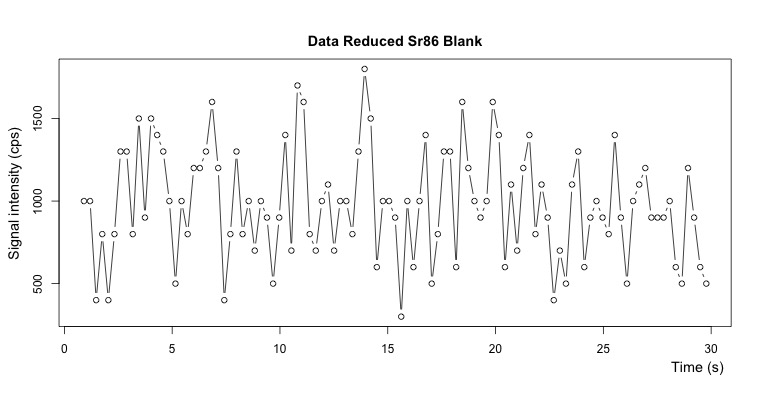 Data Reduced Sr86 Blank
Signal intensity (cps)
1500
1000
500
0 5 10 15 20 25 30
Time (s)